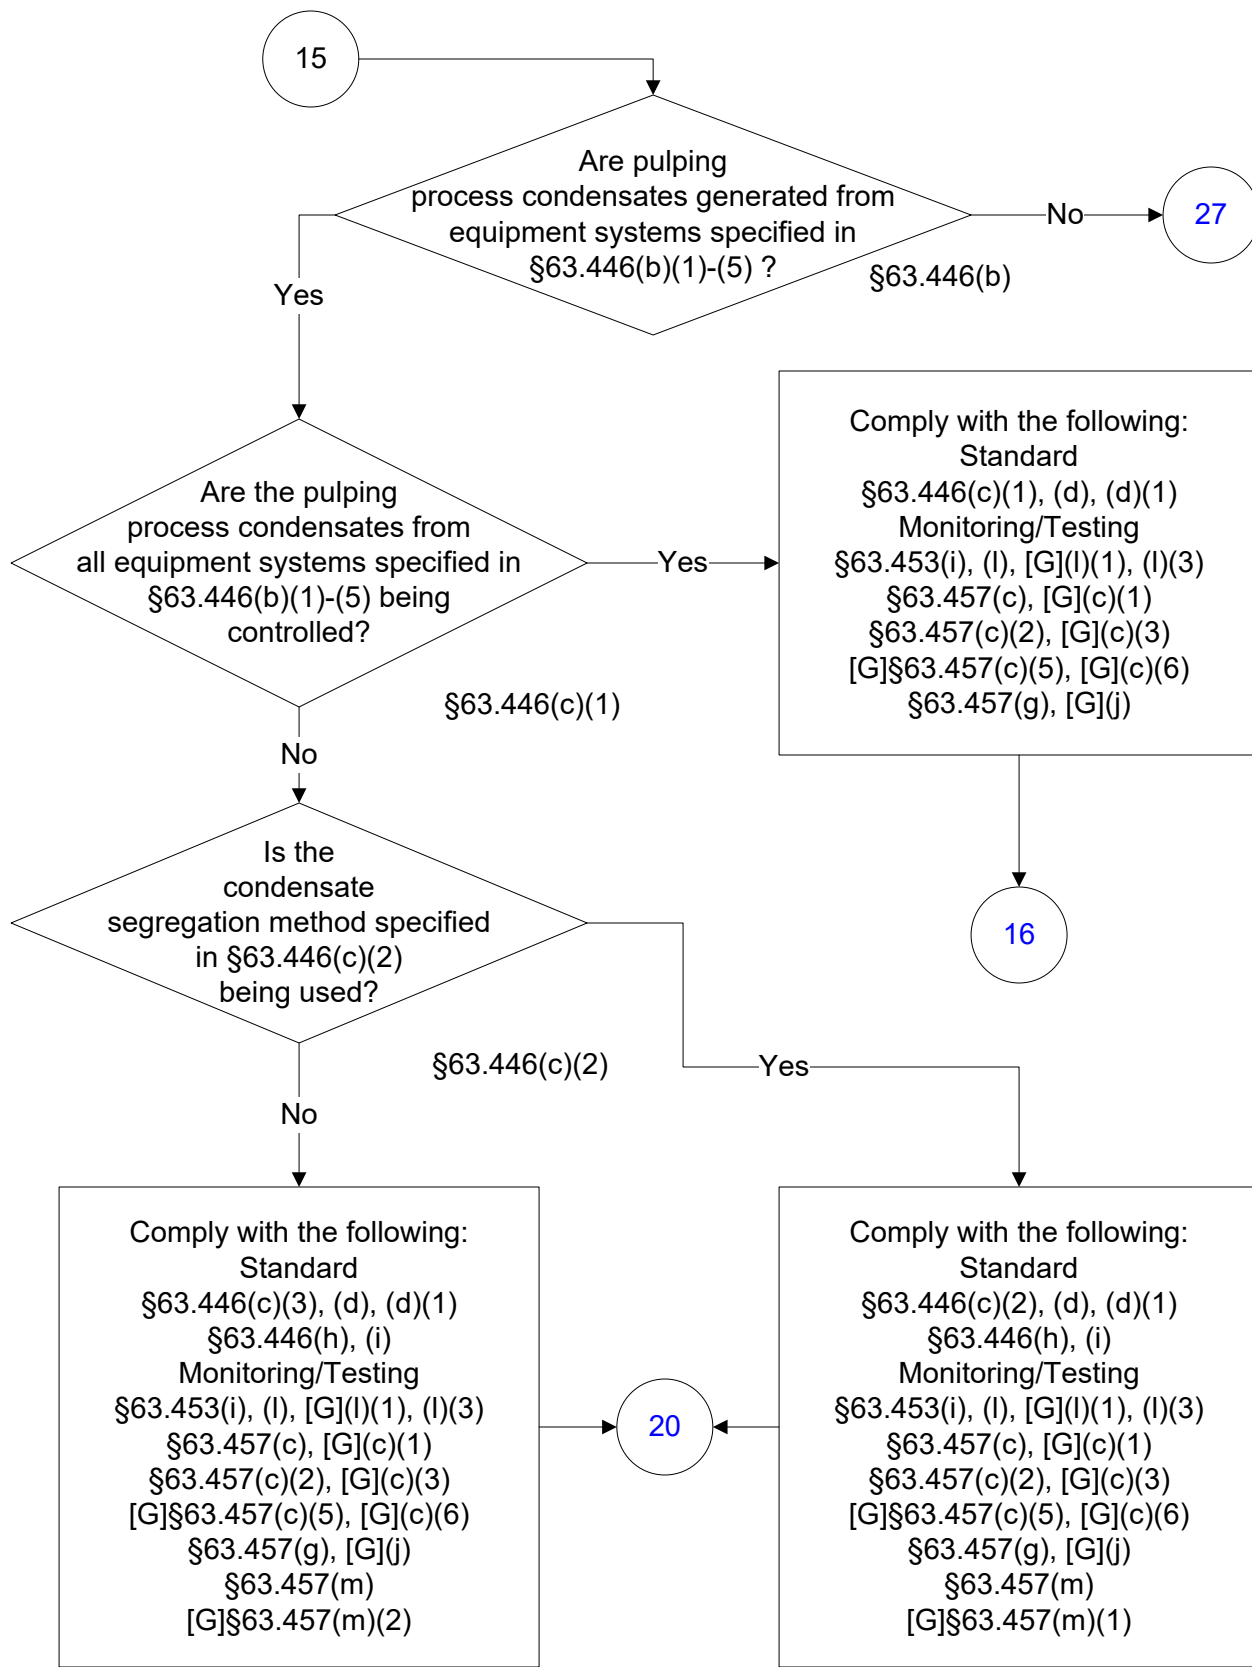 15
Are pulping
process condensates generated from
equipment systems specified in
§63.446(b)(1)-(5) ?
No
27
§63.446(b)
Yes
Are the pulping
process condensates from
all equipment systems specified in
§63.446(b)(1)-(5) being
controlled?
Yes
§63.446(c)(1)
Comply with the following:
Standard
§63.446(c)(1), (d), (d)(1)
Monitoring/Testing
§63.453(i), (l), [G](l)(1), (l)(3)
§63.457(c), [G](c)(1)
§63.457(c)(2), [G](c)(3)
[G]§63.457(c)(5), [G](c)(6)
§63.457(g), [G](j)
16
No
Is the
condensate
segregation method specified
in §63.446(c)(2)
being used?
§63.446(c)(2)
Yes
No
Comply with the following:
Standard
§63.446(c)(3), (d), (d)(1)
§63.446(h), (i)
Monitoring/Testing
§63.453(i), (l), [G](l)(1), (l)(3)
§63.457(c), [G](c)(1)
§63.457(c)(2), [G](c)(3)
[G]§63.457(c)(5), [G](c)(6)
§63.457(g), [G](j)
§63.457(m)
[G]§63.457(m)(2)
20
Comply with the following:
Standard
§63.446(c)(2), (d), (d)(1)
§63.446(h), (i)
Monitoring/Testing
§63.453(i), (l), [G](l)(1), (l)(3)
§63.457(c), [G](c)(1)
§63.457(c)(2), [G](c)(3)
[G]§63.457(c)(5), [G](c)(6)
§63.457(g), [G](j)
§63.457(m)
[G]§63.457(m)(1)